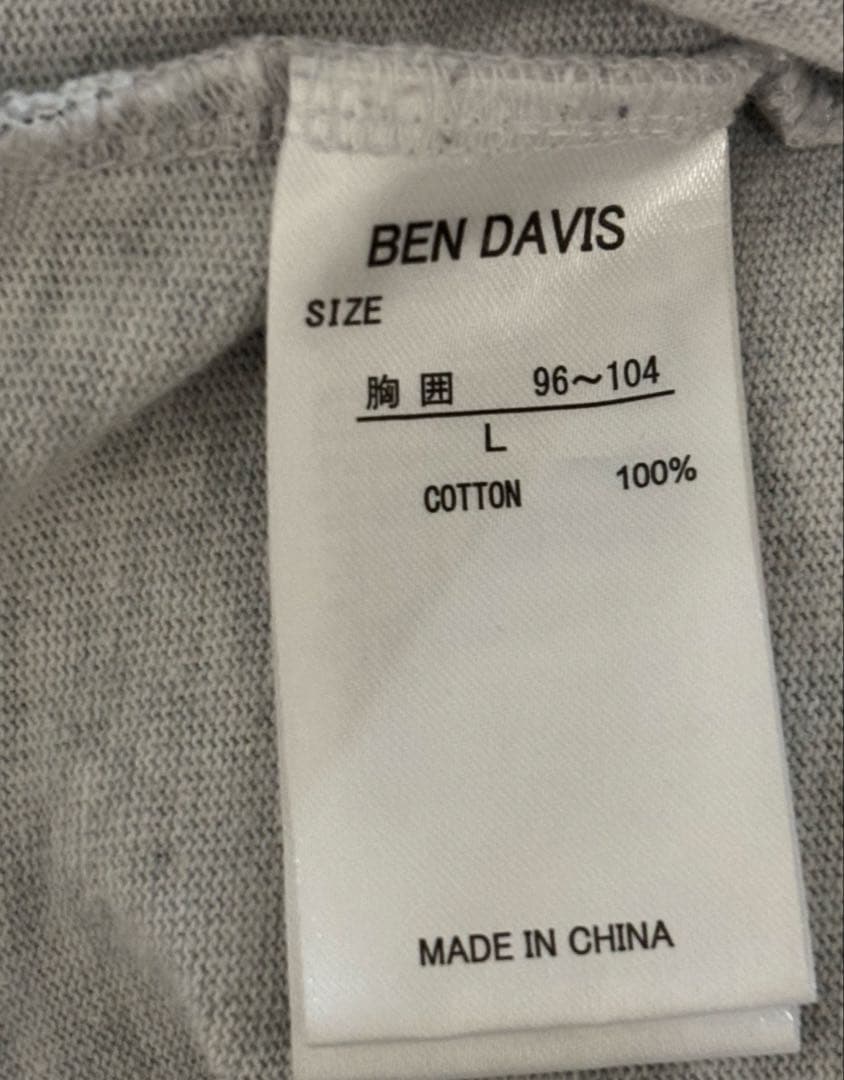 BEN DAVIS
SIZE
胸囲 96〜104
L
COTTON 100%
MADE IN CHINA